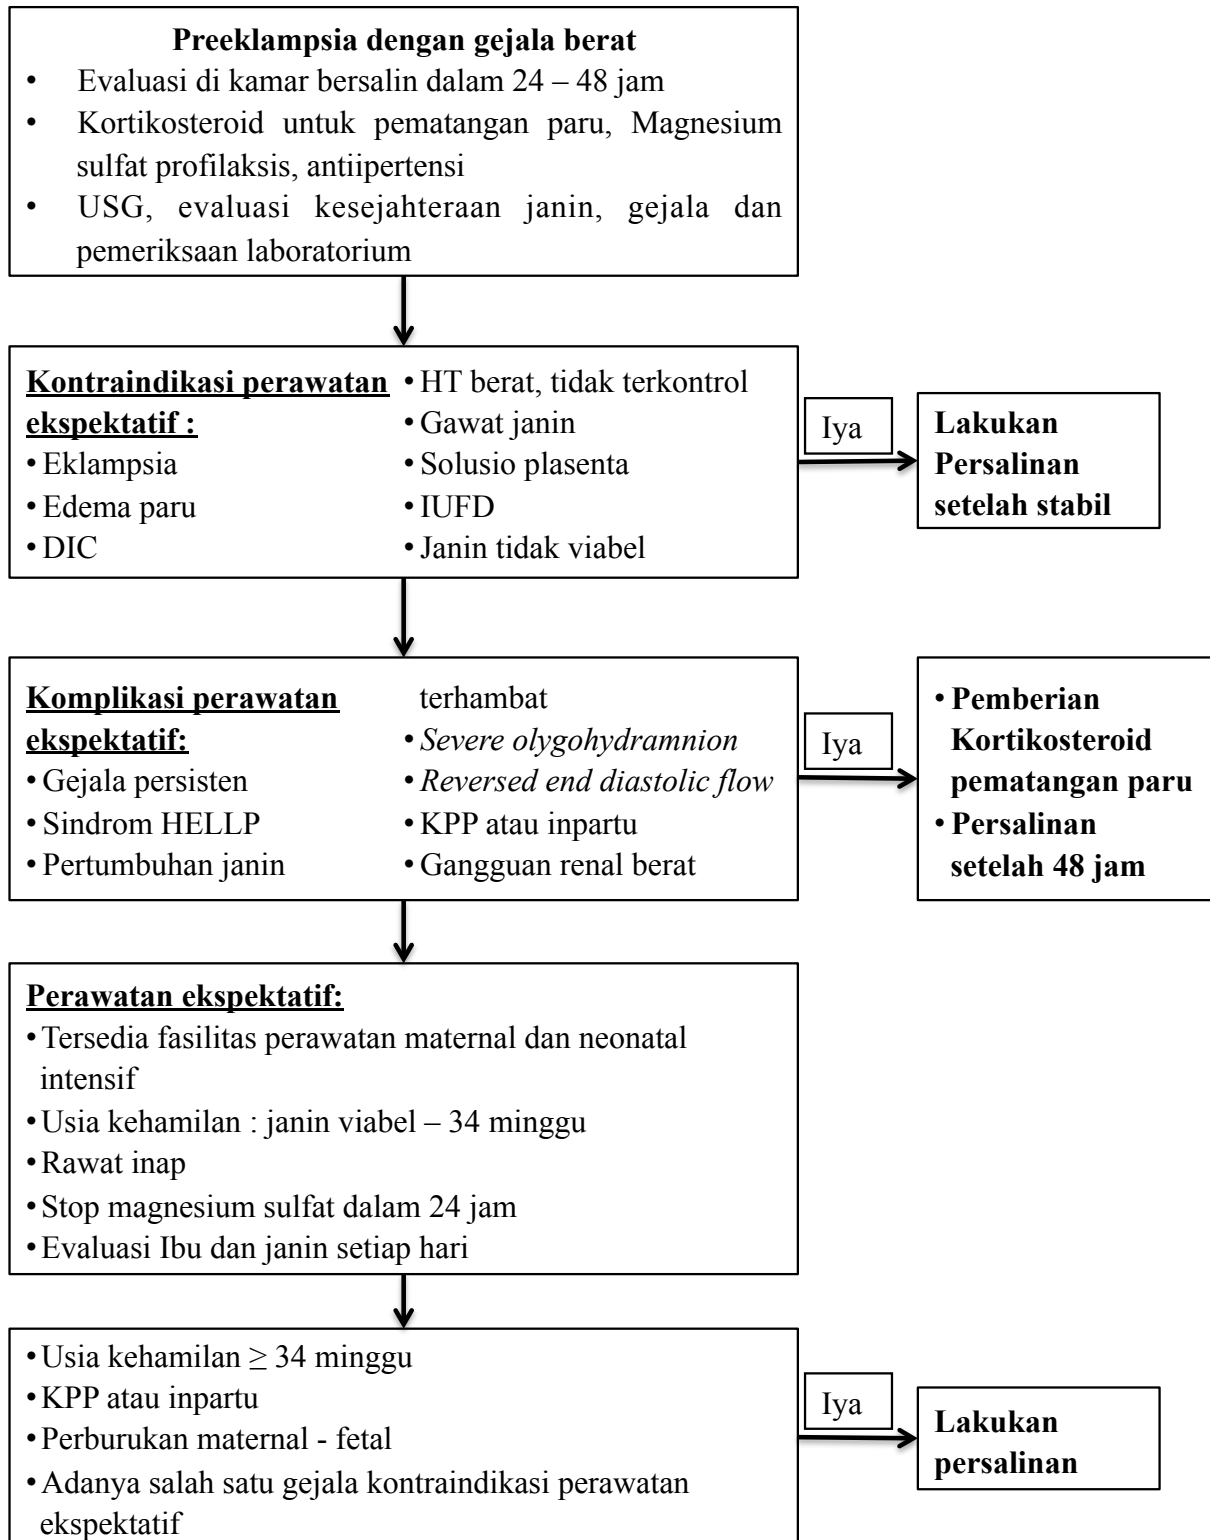 Preeklampsia dengan gejala berat
• Evaluasi di kamar bersalin dalam 24 – 48 jam
• Kortikosteroid untuk pematangan paru, Magnesium
sulfat profilaksis, antiipertensi
• USG, evaluasi kesejahteraan janin, gejala dan
pemeriksaan laboratorium
Kontraindikasi perawatan
ekspektatif :
• Eklampsia
• Edema paru
• DIC
• HT berat, tidak terkontrol
• Gawat janin
• Solusio plasenta
• IUFD
• Janin tidak viabel
Iya
Lakukan
Persalinan
setelah stabil
Komplikasi perawatan
ekspektatif:
• Gejala persisten
• Sindrom HELLP
• Pertumbuhan janin
terhambat
• Severe olygohydramnion
• Reversed end diastolic flow
• KPP atau inpartu
• Gangguan renal berat
Iya
• Pemberian
Kortikosteroid
pematangan paru
• Persalinan
setelah 48 jam
Perawatan ekspektatif:
• Tersedia fasilitas perawatan maternal dan neonatal
intensif
• Usia kehamilan : janin viabel – 34 minggu
• Rawat inap
• Stop magnesium sulfat dalam 24 jam
• Evaluasi Ibu dan janin setiap hari
• Usia kehamilan ≥ 34 minggu
• KPP atau inpartu
• Perburukan maternal - fetal
• Adanya salah satu gejala kontraindikasi perawatan
ekspektatif
Iya
Lakukan
persalinan